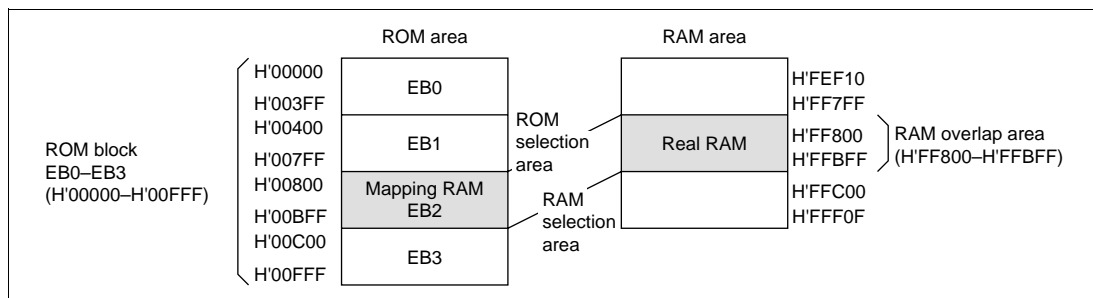 ROM area
RAM area
ROM block
EB0–EB3
(H'00000–H'00FFF)
H'00000
H'003FF
H'00400
H'007FF
H'00800
H'00BFF
H'00C00
H'00FFF
EB0
EB1
Mapping RAM
EB2
EB3
ROM
selection
area
RAM
selection
area
Real RAM
H'FEF10
H'FF7FF
H'FF800
H'FFBFF
H'FFC00
H'FFF0F
RAM overlap area
(H'FF800–H'FFBFF)